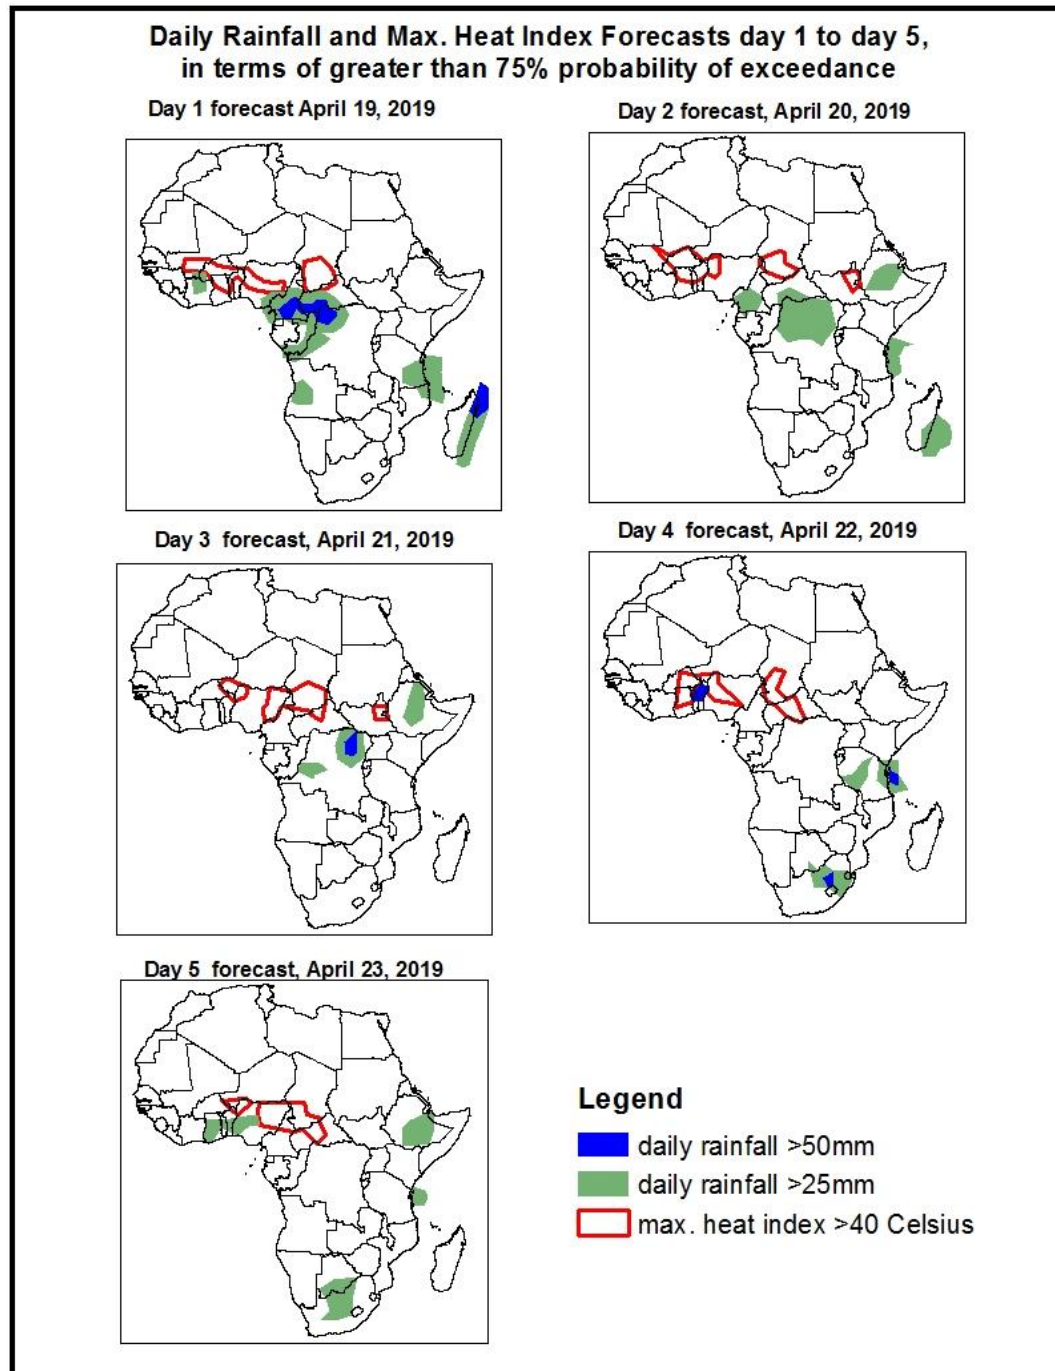 Daily Rainfall and Max. Heat Index Forecasts day 1 to day 5,
in terms of greater than 75% probability of exceedance
Day 1 forecast April 19, 2019
Day 2 forecast, April 20, 2019
Day 3 forecast, April 21, 2019
Day 4 forecast, April 22, 2019
Day 5 forecast, April 23, 2019
Legend
daily rainfall >50mm
daily rainfall >25mm
max. heat index >40 Celsius